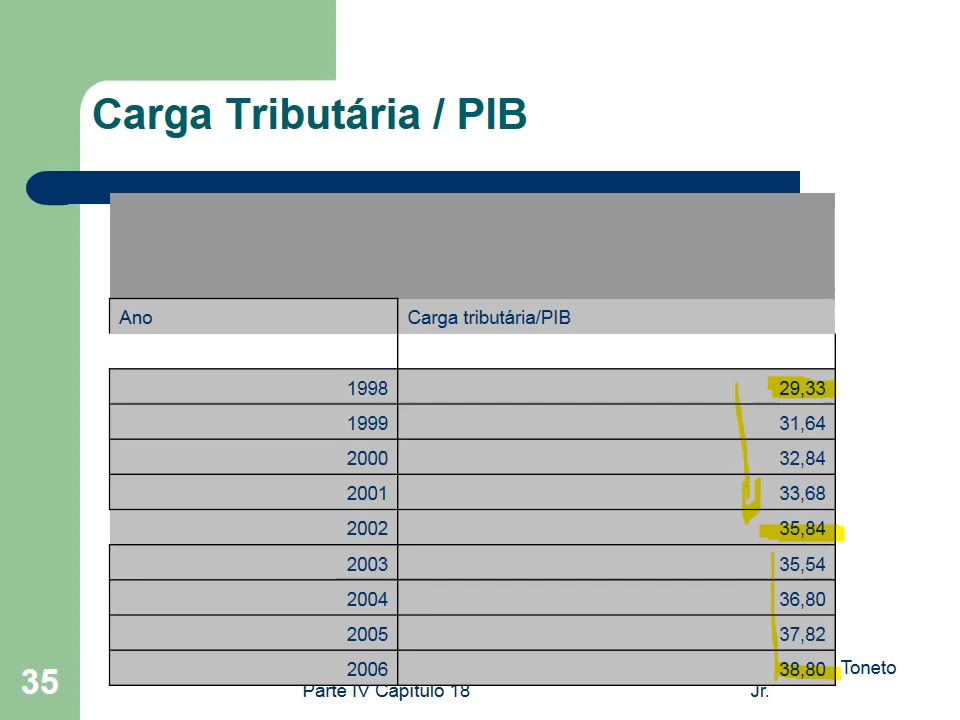 Carga Tributária / PIB
Ano Carga tributária/PIB
1998 29,33
1999 31,64
2000 32,84
2001 33,68
2002 35,84
2003 35,54
2004 36,80
2005 37,82
2006 38,80
35
Toneto
Parte IV Capítulo 18 Jr.